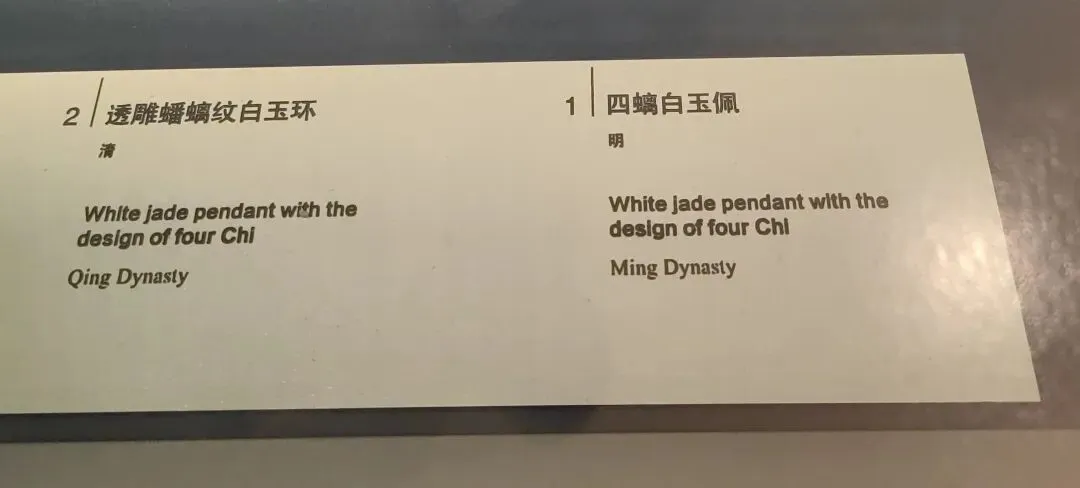 2 透雕蟠螭纹白玉环
清
White jade pendant with the
design of four Chi
Qing Dynasty
1 四螭白玉佩
明
White jade pendant with the
design of four Chi
Ming Dynasty